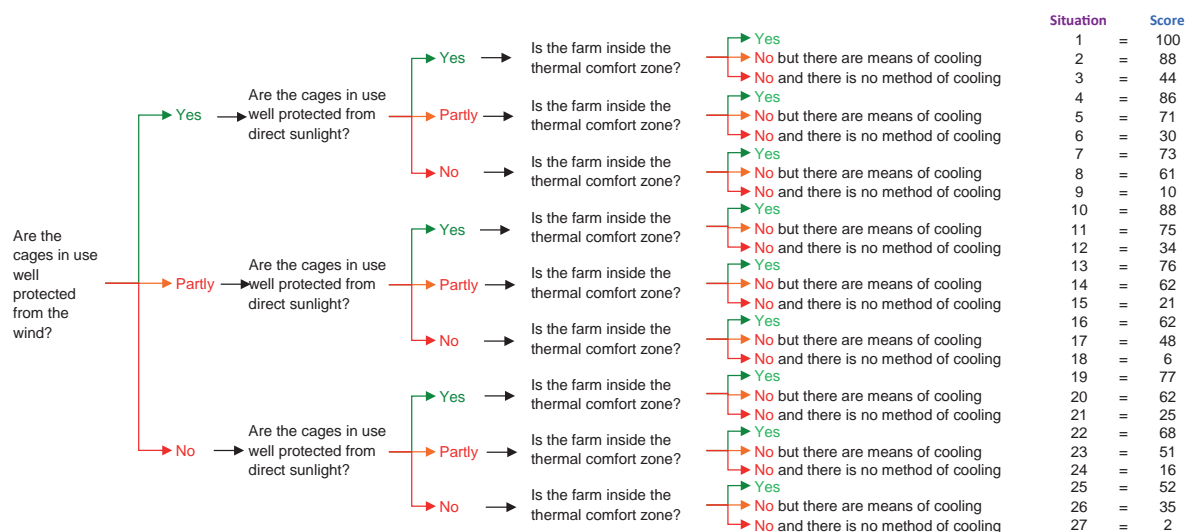 Situation Score
Are the
cages in use
well
protected
from the
wind?
Yes
Are the cages in use
well protected from
direct sunlight?
Yes
Is the farm inside the
thermal comfort zone?
Yes
No but there are means of cooling
No and there is no method of cooling
1 = 100
2 = 88
3 = 44
Partly
Is the farm inside the
thermal comfort zone?
Yes
No but there are means of cooling
No and there is no method of cooling
4 = 86
5 = 71
6 = 30
No
Is the farm inside the
thermal comfort zone?
Yes
No but there are means of cooling
No and there is no method of cooling
7 = 73
8 = 61
9 = 10
Partly
Are the cages in use
well protected from
direct sunlight?
Yes
Is the farm inside the
thermal comfort zone?
Yes
No but there are means of cooling
No and there is no method of cooling
10 = 88
11 = 75
12 = 34
Partly
Is the farm inside the
thermal comfort zone?
Yes
No but there are means of cooling
No and there is no method of cooling
13 = 76
14 = 62
15 = 21
No
Is the farm inside the
thermal comfort zone?
Yes
No but there are means of cooling
No and there is no method of cooling
16 = 62
17 = 48
18 = 6
No
Are the cages in use
well protected from
direct sunlight?
Yes
Is the farm inside the
thermal comfort zone?
Yes
No but there are means of cooling
No and there is no method of cooling
19 = 77
20 = 62
21 = 25
Partly
Is the farm inside the
thermal comfort zone?
Yes
No but there are means of cooling
No and there is no method of cooling
22 = 68
23 = 51
24 = 16
No
Is the farm inside the
thermal comfort zone?
Yes
No but there are means of cooling
No and there is no method of cooling
25 = 52
26 = 35
27 = 2